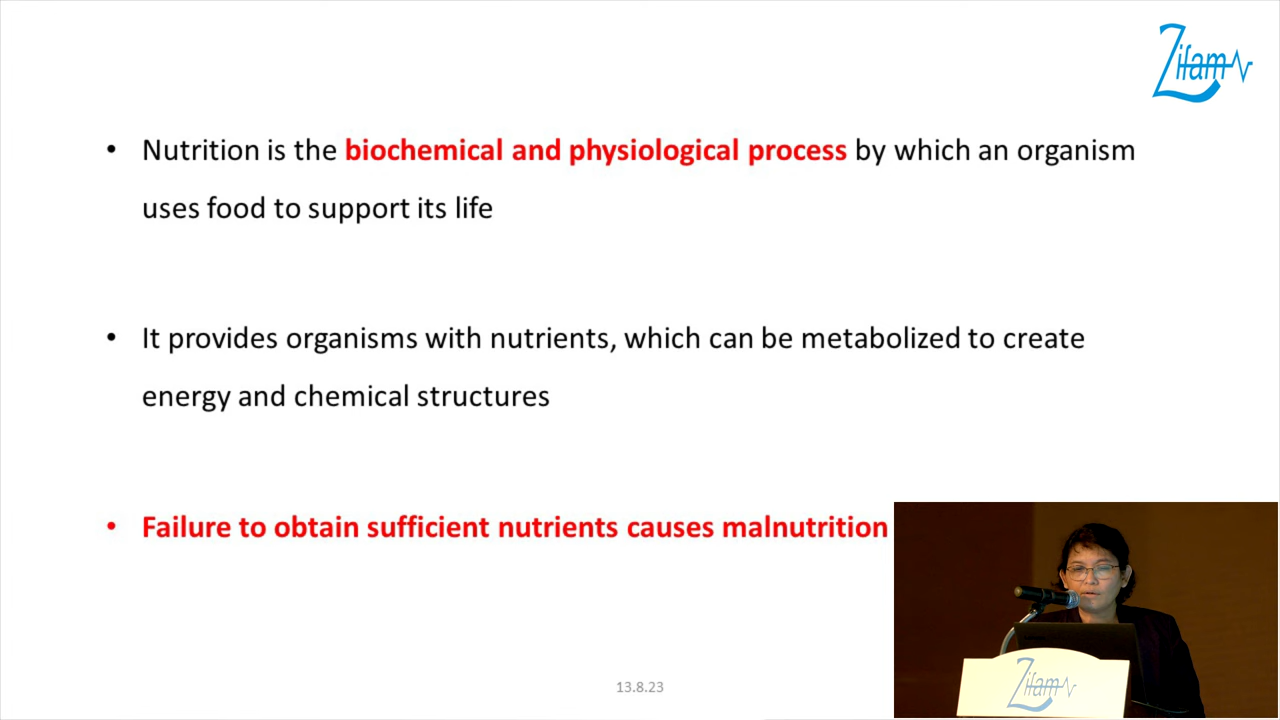 Zifam
• Nutrition is the biochemical and physiological process by which an organism
uses food to support its life
• It provides organisms with nutrients, which can be metabolized to create
energy and chemical structures
• Failure to obtain sufficient nutrients causes malnutrition
13.8.23
Zifam